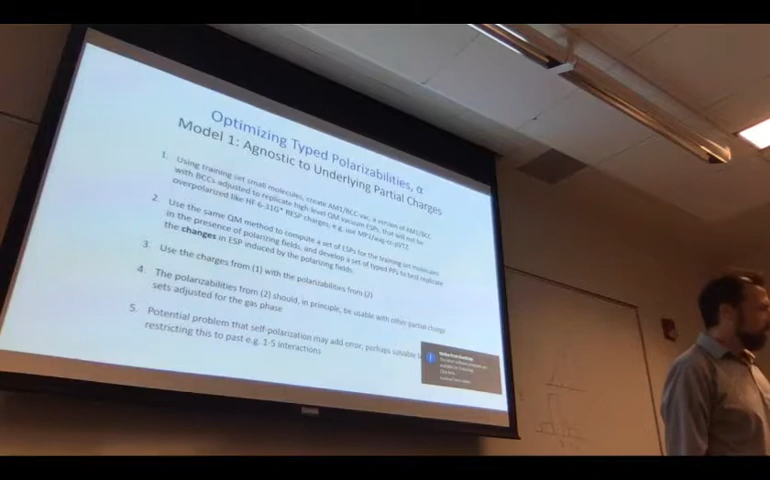 Optimizing Typed Polarizabilities, α
Model 1: Agnostic to Underlying Partial Charges
1. Using training set small molecules, create AM1/BCC vac, a version of AM1/BCC
with BCCs adjusted to replicate high-level QM vacuum ESPs, that will not be
overpolarized like HF 6-31G* RESP charges; e.g. use MP2/aug-cc-pVTZ.
2. Use the same QM method to compute a set of ESPs for the training set molecules
in the presence of polarizing fields, and develop a set of typed PPs to best replicate
the changes in ESP induced by the polarizing fields.
3. Use the charges from (1) with the polarizabilities from (2)
4. The polarizabilities from (2) should, in principle, be usable with other partial charge
sets adjusted for the gas phase
5. Potential problem that self-polarization may add error, perhaps solvable
restricting this to past e.g. 1-5 interactions